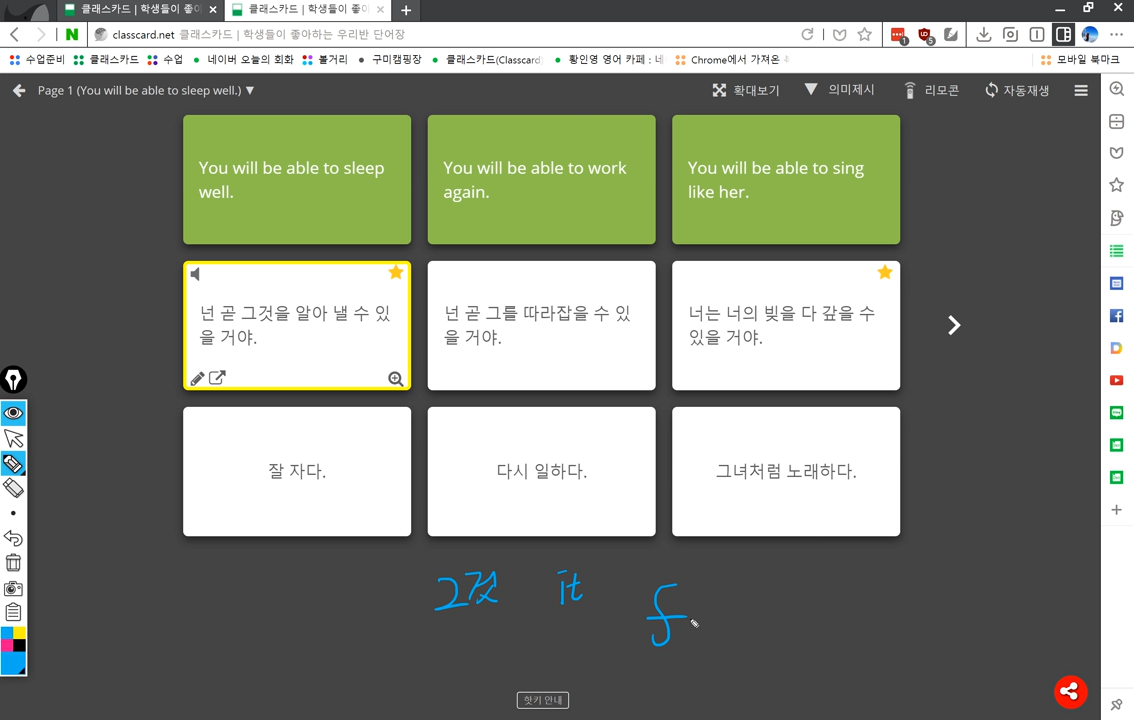 클래스카드 | 학생들이 좋이
클래스카드 | 학생들이 좋이
classcard.net 클래스카드 | 학생들이 좋아하는 우리반 단어장
수업준비 클래스카드 수업 네이버 오늘의 회화 볼거리 구미캠핑장 클래스카드(Classcard) 황인영 영어 카페 : 네 Chrome에서 가져온 모바일 북마크
Page 1 (You will be able to sleep well.) ▼ 확대보기 의미제시 리모콘 자동재생
You will be able to sleep
well.
You will be able to work
again.
You will be able to sing
like her.
넌 곧 그것을 알아 낼 수 있
을 거야.
넌 곧 그를 따라잡을 수 있
을 거야.
너는 너의 빚을 다 갚을 수
있을 거야.
잘 자다.
다시 일하다.
그녀처럼 노래하다.
그것 it f
핫키 안내